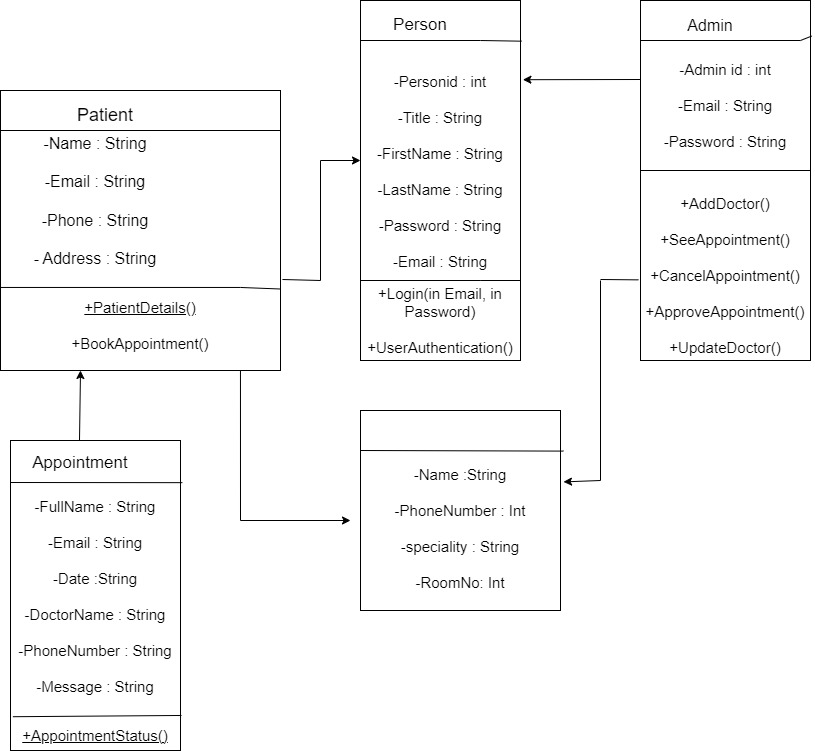 Person
-Personid : int
-Title : String
-FirstName : String
-LastName : String
-Password : String
-Email : String
+Login(in Email, in
Password)
+UserAuthentication()
Admin
-Admin id : int
-Email : String
-Password : String
+AddDoctor()
+SeeAppointment()
+CancelAppointment()
+ApproveAppointment()
+UpdateDoctor()
Patient
-Name : String
-Email : String
-Phone : String
- Address : String
+PatientDetails()
+BookAppointment()
Appointment
-FullName : String
-Email : String
-Date :String
-DoctorName : String
-PhoneNumber : String
-Message : String
+AppointmentStatus()
-Name :String
-PhoneNumber : Int
-speciality : String
-RoomNo: Int